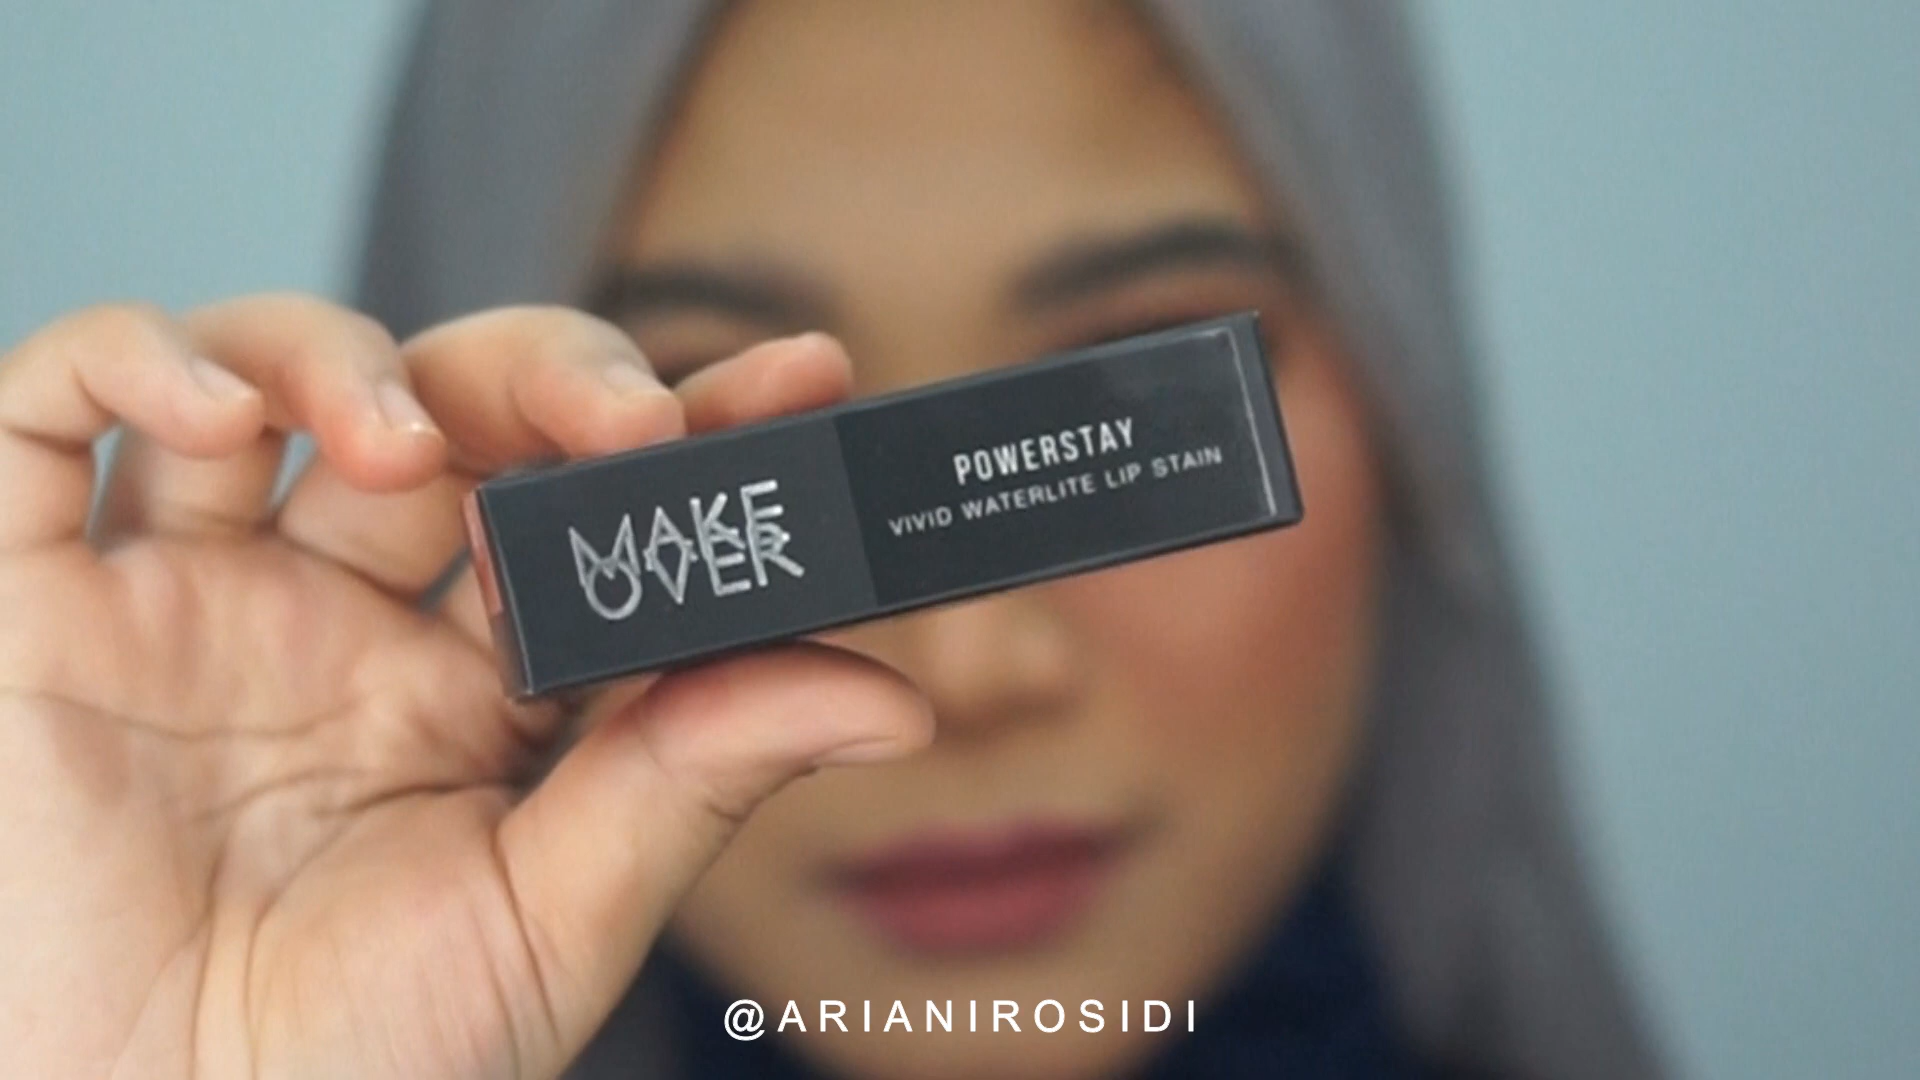 MAKE
OVER
POWERSTAY
VIVID WATERLITE LIP STAIN
@ARIANIROSIDI